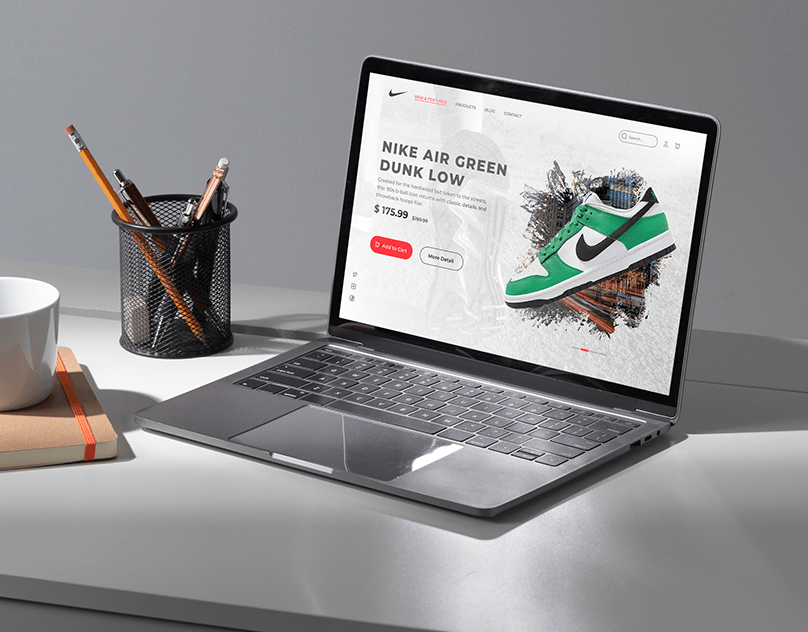 NEW & FEATURED
PRODUCTS
BLOG
CONTACT
Search...
NIKE AIR GREEN
DUNK LOW
Created for the hardwood but taken to the streets,
this '80s b-ball icon returns with classic details and
throwback hoops flair.
$ 175.99 $199.99
Add to Cart
More Detail